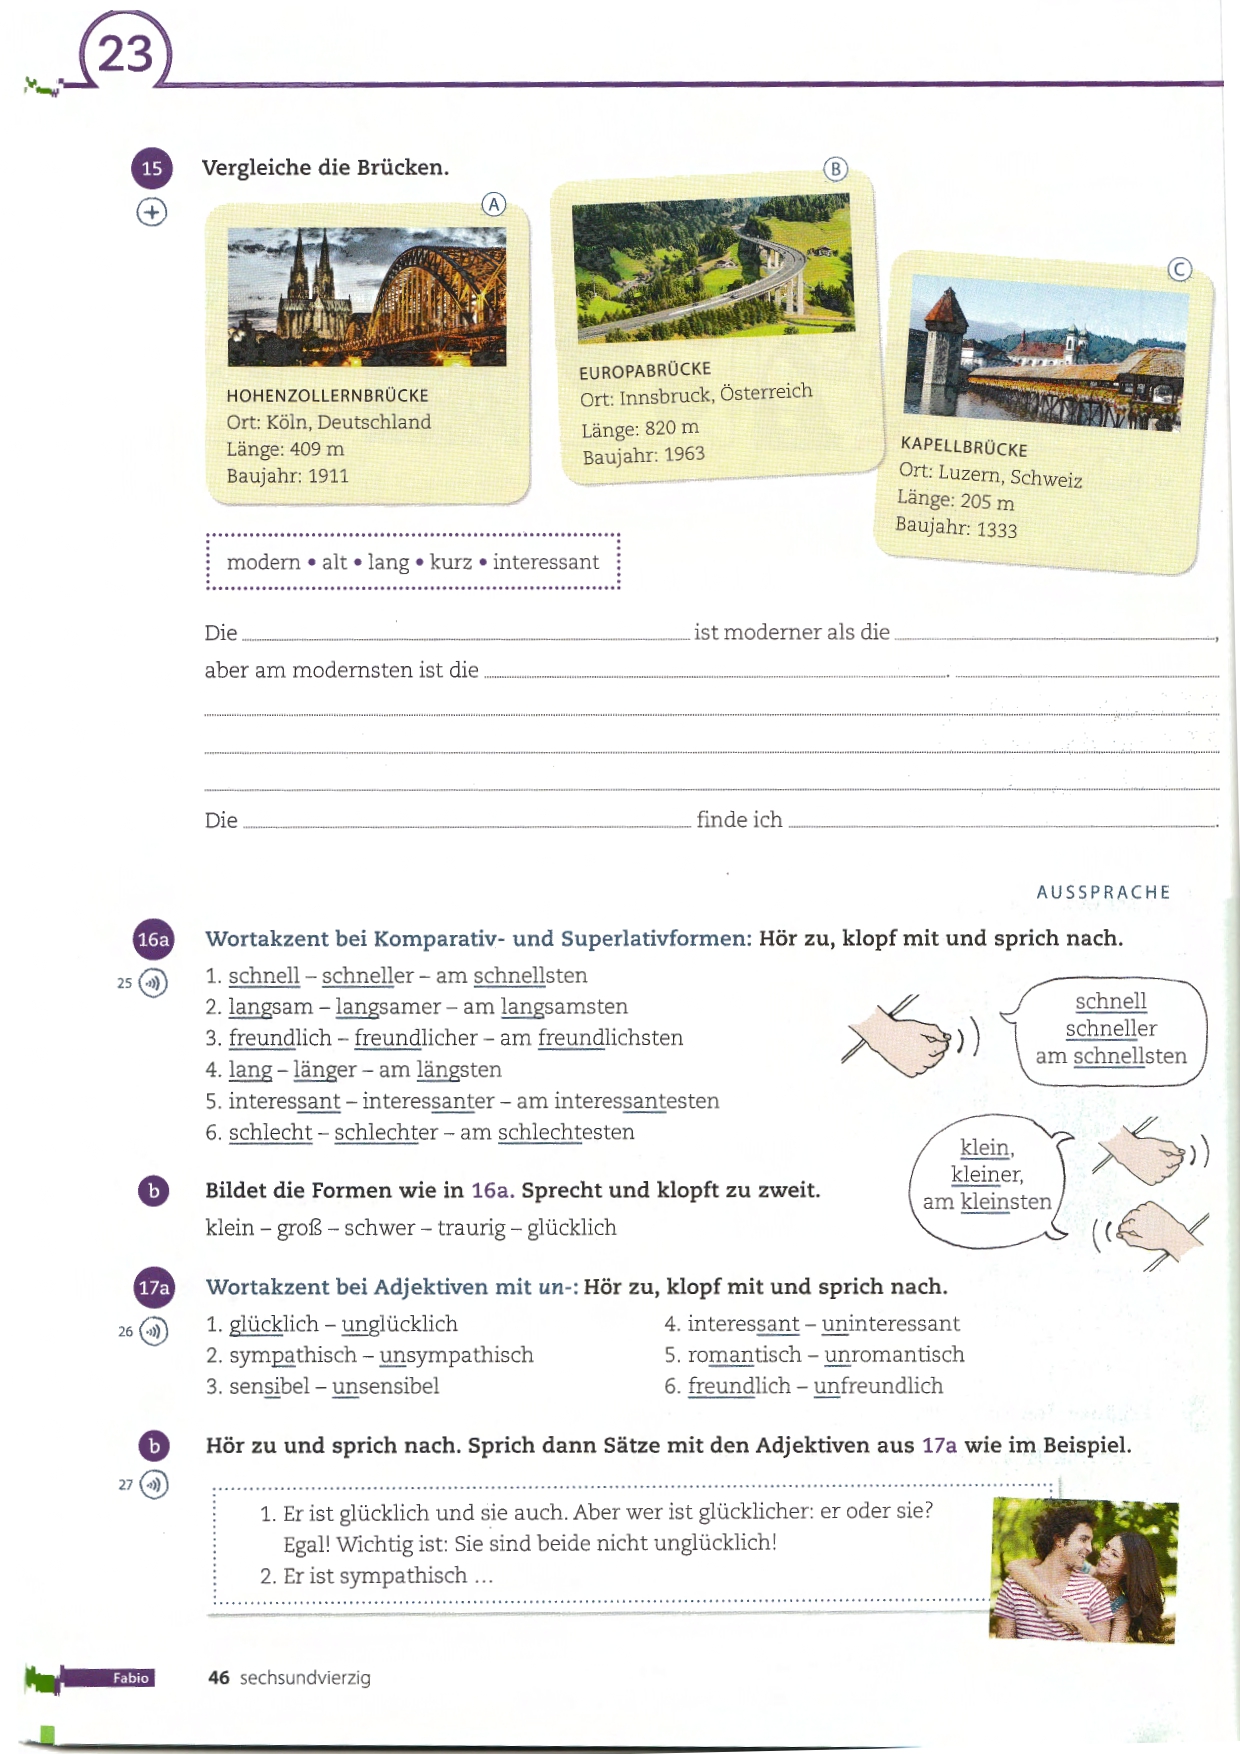 23
15 Vergleiche die Brücken.
A
HOHENZOLLERNBRÜCKE
Ort: Köln, Deutschland
Länge: 409 m
Baujahr: 1911
B
EUROPABRÜCKE
Ort: Innsbruck, Österreich
Länge: 820 m
Baujahr: 1963
C
KAPELLBRÜCKE
Ort: Luzern, Schweiz
Länge: 205 m
Baujahr: 1333
modern • alt • lang • kurz • interessant
Die ist moderner als die ,
aber am modernsten ist die .
Die finde ich .
AUSSPRACHE
16a Wortakzent bei Komparativ- und Superlativformen: Hör zu, klopf mit und sprich nach.
25
1. schnell – schneller – am schnellsten
2. langsam – langsamer – am langsamsten
3. freundlich – freundlicher – am freundlichsten
4. lang – länger – am längsten
5. interessant – interessanter – am interessantesten
6. schlecht – schlechter – am schlechtesten
schnell
schneller
am schnellsten
klein,
kleiner,
am kleinsten
b Bildet die Formen wie in 16a. Sprecht und klopft zu zweit.
klein – groß – schwer – traurig – glücklich
17a Wortakzent bei Adjektiven mit un-: Hör zu, klopf mit und sprich nach.
26
1. glücklich – unglücklich
2. sympathisch – unsympathisch
3. sensibel – unsensibel
4. interessant – uninteressant
5. romantisch – unromantisch
6. freundlich – unfreundlich
b Hör zu und sprich nach. Sprich dann Sätze mit den Adjektiven aus 17a wie im Beispiel.
27
1. Er ist glücklich und sie auch. Aber wer ist glücklicher: er oder sie?
Egal! Wichtig ist: Sie sind beide nicht unglücklich!
2. Er ist sympathisch ...
Fabio
46 sechsundvierzig